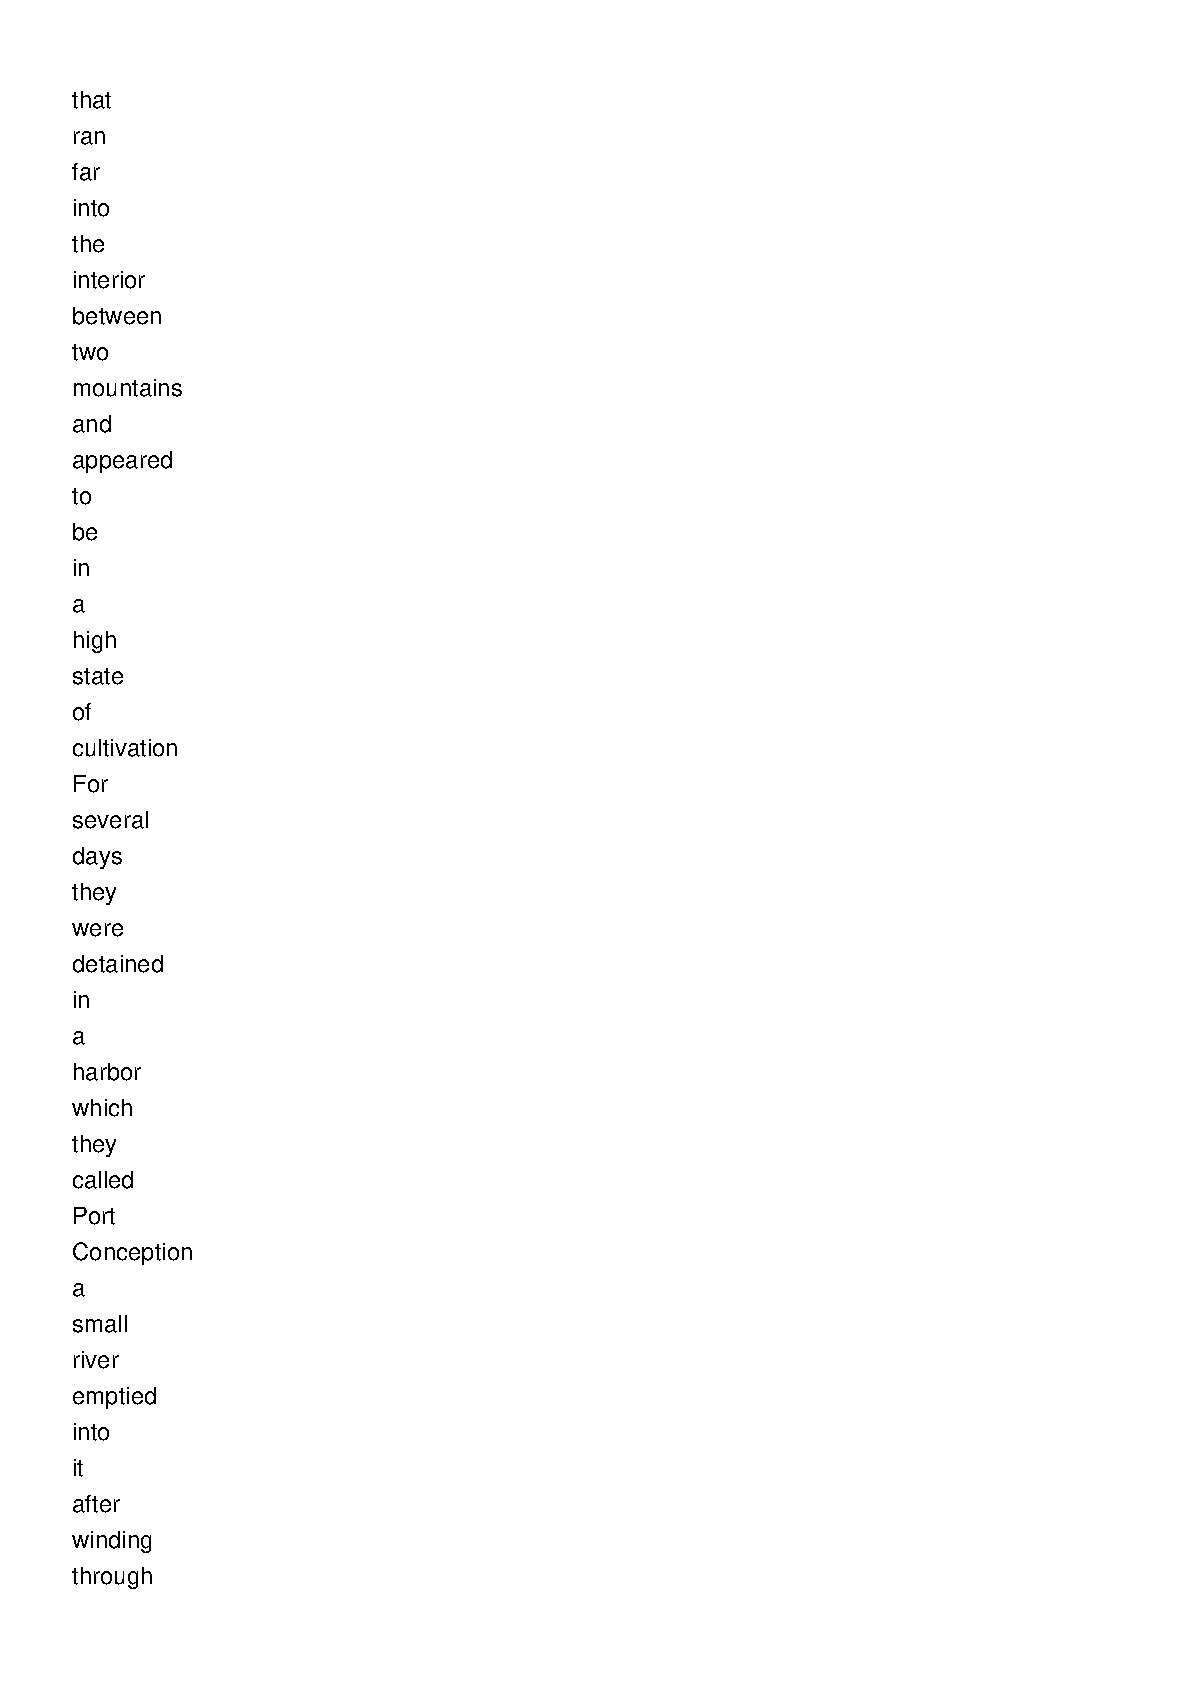 that
ran
far
into
the
interior
between
two
mountains
and
appeared
to
be
in
a
high
state
of
cultivation
For
several
days
they
were
detained
in
a
harbor
which
they
called
Port
Conception
a
small
river
emptied
into
it
after
winding
through